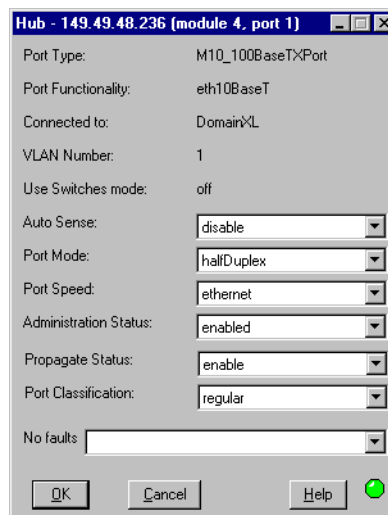 Hub - 149.49.48.236 (module 4, port 1)
Port Type: M10_100BaseTXPort
Port Functionality: eth10BaseT
Connected to: DomainXL
VLAN Number: 1
Use Switches mode: off
Auto Sense: disable
Port Mode: halfDuplex
Port Speed: ethernet
Administration Status: enabled
Propagate Status: enable
Port Classification: regular
No faults
OK Cancel Help